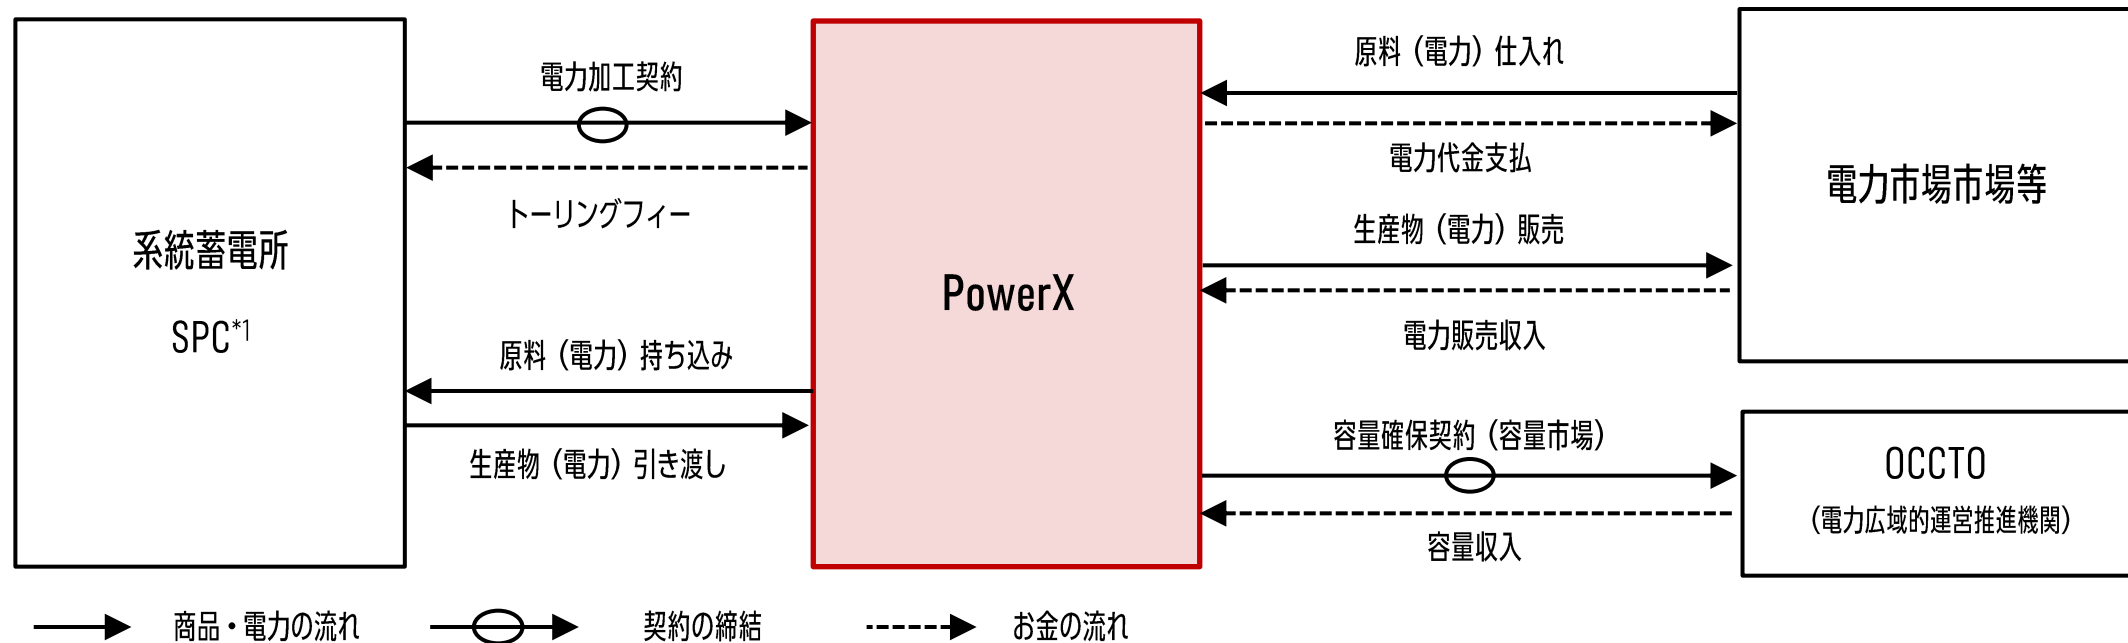 系統蓄電所
SPC*1
電力加工契約
トーリングフィー
原料（電力）持ち込み
生産物（電力）引き渡し
PowerX
原料（電力）仕入れ
電力代金支払
生産物（電力）販売
電力販売収入
容量確保契約（容量市場）
容量収入
電力市場市場等
OCCTO
（電力広域的運営推進機関）
商品・電力の流れ
契約の締結
お金の流れ